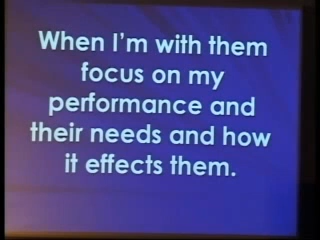 When I'm with them
focus on my
performance and
their needs and how
it effects them.